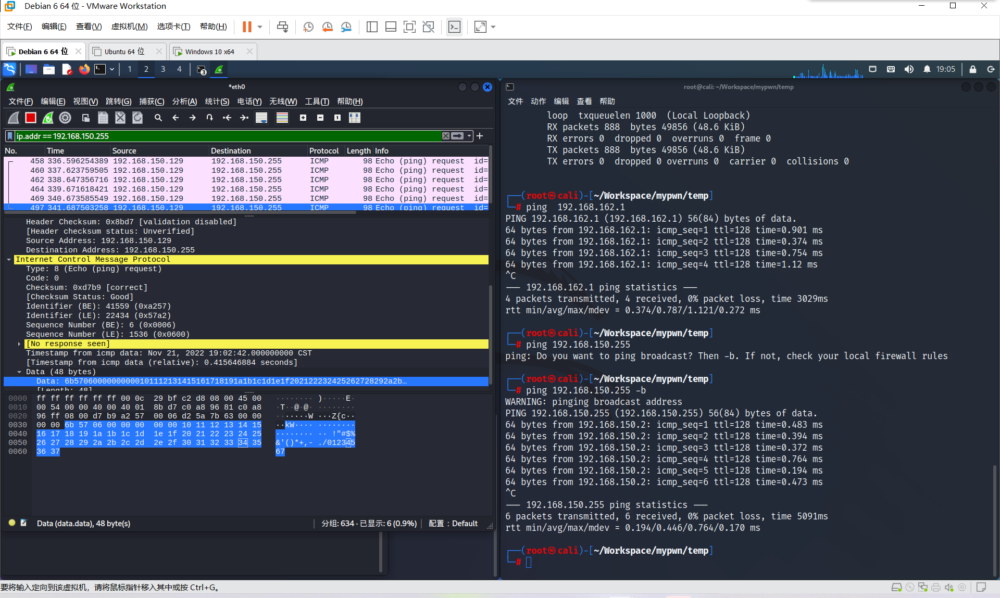 Debian 6 64 位 - VMware Workstation
文件(F) 编辑(E) 查看(V) 虚拟机(M) 选项卡(T) 帮助(H)
Debian 6 64 位
Ubuntu 64 位
Windows 10 x64
1 2 3 4
3
19:05
*eth0
文件(F) 编辑(E) 视图(V) 跳转(G) 捕获(C) 分析(A) 统计(S) 电话(Y) 无线(W) 工具(T) 帮助(H)
ip.addr == 192.168.150.255
No. Time Source Destination Protocol Length Info
458 336.596254389 192.168.150.129 192.168.150.255 ICMP 98 Echo (ping) request id=
460 337.623759505 192.168.150.129 192.168.150.255 ICMP 98 Echo (ping) request id=
462 338.647356716 192.168.150.129 192.168.150.255 ICMP 98 Echo (ping) request id=
464 339.671618421 192.168.150.129 192.168.150.255 ICMP 98 Echo (ping) request id=
469 340.673585549 192.168.150.129 192.168.150.255 ICMP 98 Echo (ping) request id=
497 341.687503258 192.168.150.129 192.168.150.255 ICMP 98 Echo (ping) request id=
Header Checksum: 0x8bd7 [validation disabled]
[Header checksum status: Unverified]
Source Address: 192.168.150.129
Destination Address: 192.168.150.255
Internet Control Message Protocol
Type: 8 (Echo (ping) request)
Code: 0
Checksum: 0xd7b9 [correct]
[Checksum Status: Good]
Identifier (BE): 41559 (0xa257)
Identifier (LE): 22434 (0x57a2)
Sequence Number (BE): 6 (0x0006)
Sequence Number (LE): 1536 (0x0600)
[No response seen]
Timestamp from icmp data: Nov 21, 2022 19:02:42.000000000 CST
[Timestamp from icmp data (relative): 0.415646884 seconds]
Data (48 bytes)
Data: 6b57060000000000101112131415161718191a1b1c1d1e1f202122232425262728292a2b…
[Length: 48]
0000 ff ff ff ff ff ff 00 0c 29 bf c2 d8 08 00 45 00 ········ )·····E·
0010 00 54 00 00 40 00 40 01 8b d7 c0 a8 96 81 c0 a8 ·T··@·@· ········
0020 96 ff 08 00 d7 b9 a2 57 00 06 d2 5a 7b 63 00 00 ·······W ···Z{c··
0030 00 00 6b 57 06 00 00 00 00 00 10 11 12 13 14 15 ··kW···· ········
0040 16 17 18 19 1a 1b 1c 1d 1e 1f 20 21 22 23 24 25 ········ ·· !"#$%
0050 26 27 28 29 2a 2b 2c 2d 2e 2f 30 31 32 33 34 35 &'()*+,- ./012345
0060 36 37 67
Data (data.data), 48 byte(s) 分组: 634 · 已显示: 6 (0.9%) 配置：Default
root@cali: ~/Workspace/mypwn/temp
文件 动作 编辑 查看 帮助
loop txqueuelen 1000 (Local Loopback)
RX packets 888 bytes 49856 (48.6 KiB)
RX errors 0 dropped 0 overruns 0 frame 0
TX packets 888 bytes 49856 (48.6 KiB)
TX errors 0 dropped 0 overruns 0 carrier 0 collisions 0
┌──(root㉿cali)-[~/Workspace/mypwn/temp]
└─# ping 192.168.162.1
PING 192.168.162.1 (192.168.162.1) 56(84) bytes of data.
64 bytes from 192.168.162.1: icmp_seq=1 ttl=128 time=0.901 ms
64 bytes from 192.168.162.1: icmp_seq=2 ttl=128 time=0.374 ms
64 bytes from 192.168.162.1: icmp_seq=3 ttl=128 time=0.754 ms
64 bytes from 192.168.162.1: icmp_seq=4 ttl=128 time=1.12 ms
^C
--- 192.168.162.1 ping statistics ---
4 packets transmitted, 4 received, 0% packet loss, time 3029ms
rtt min/avg/max/mdev = 0.374/0.787/1.121/0.272 ms
┌──(root㉿cali)-[~/Workspace/mypwn/temp]
└─# ping 192.168.150.255
ping: Do you want to ping broadcast? Then -b. If not, check your local firewall rules
┌──(root㉿cali)-[~/Workspace/mypwn/temp]
└─# ping 192.168.150.255 -b
WARNING: pinging broadcast address
PING 192.168.150.255 (192.168.150.255) 56(84) bytes of data.
64 bytes from 192.168.150.2: icmp_seq=1 ttl=128 time=0.483 ms
64 bytes from 192.168.150.2: icmp_seq=2 ttl=128 time=0.394 ms
64 bytes from 192.168.150.2: icmp_seq=3 ttl=128 time=0.372 ms
64 bytes from 192.168.150.2: icmp_seq=4 ttl=128 time=0.764 ms
64 bytes from 192.168.150.2: icmp_seq=5 ttl=128 time=0.194 ms
64 bytes from 192.168.150.2: icmp_seq=6 ttl=128 time=0.473 ms
^C
--- 192.168.150.255 ping statistics ---
6 packets transmitted, 6 received, 0% packet loss, time 5091ms
rtt min/avg/max/mdev = 0.194/0.446/0.764/0.170 ms
┌──(root㉿cali)-[~/Workspace/mypwn/temp]
└─#
要将输入定向到该虚拟机，请将鼠标指针移入其中或按 Ctrl+G。